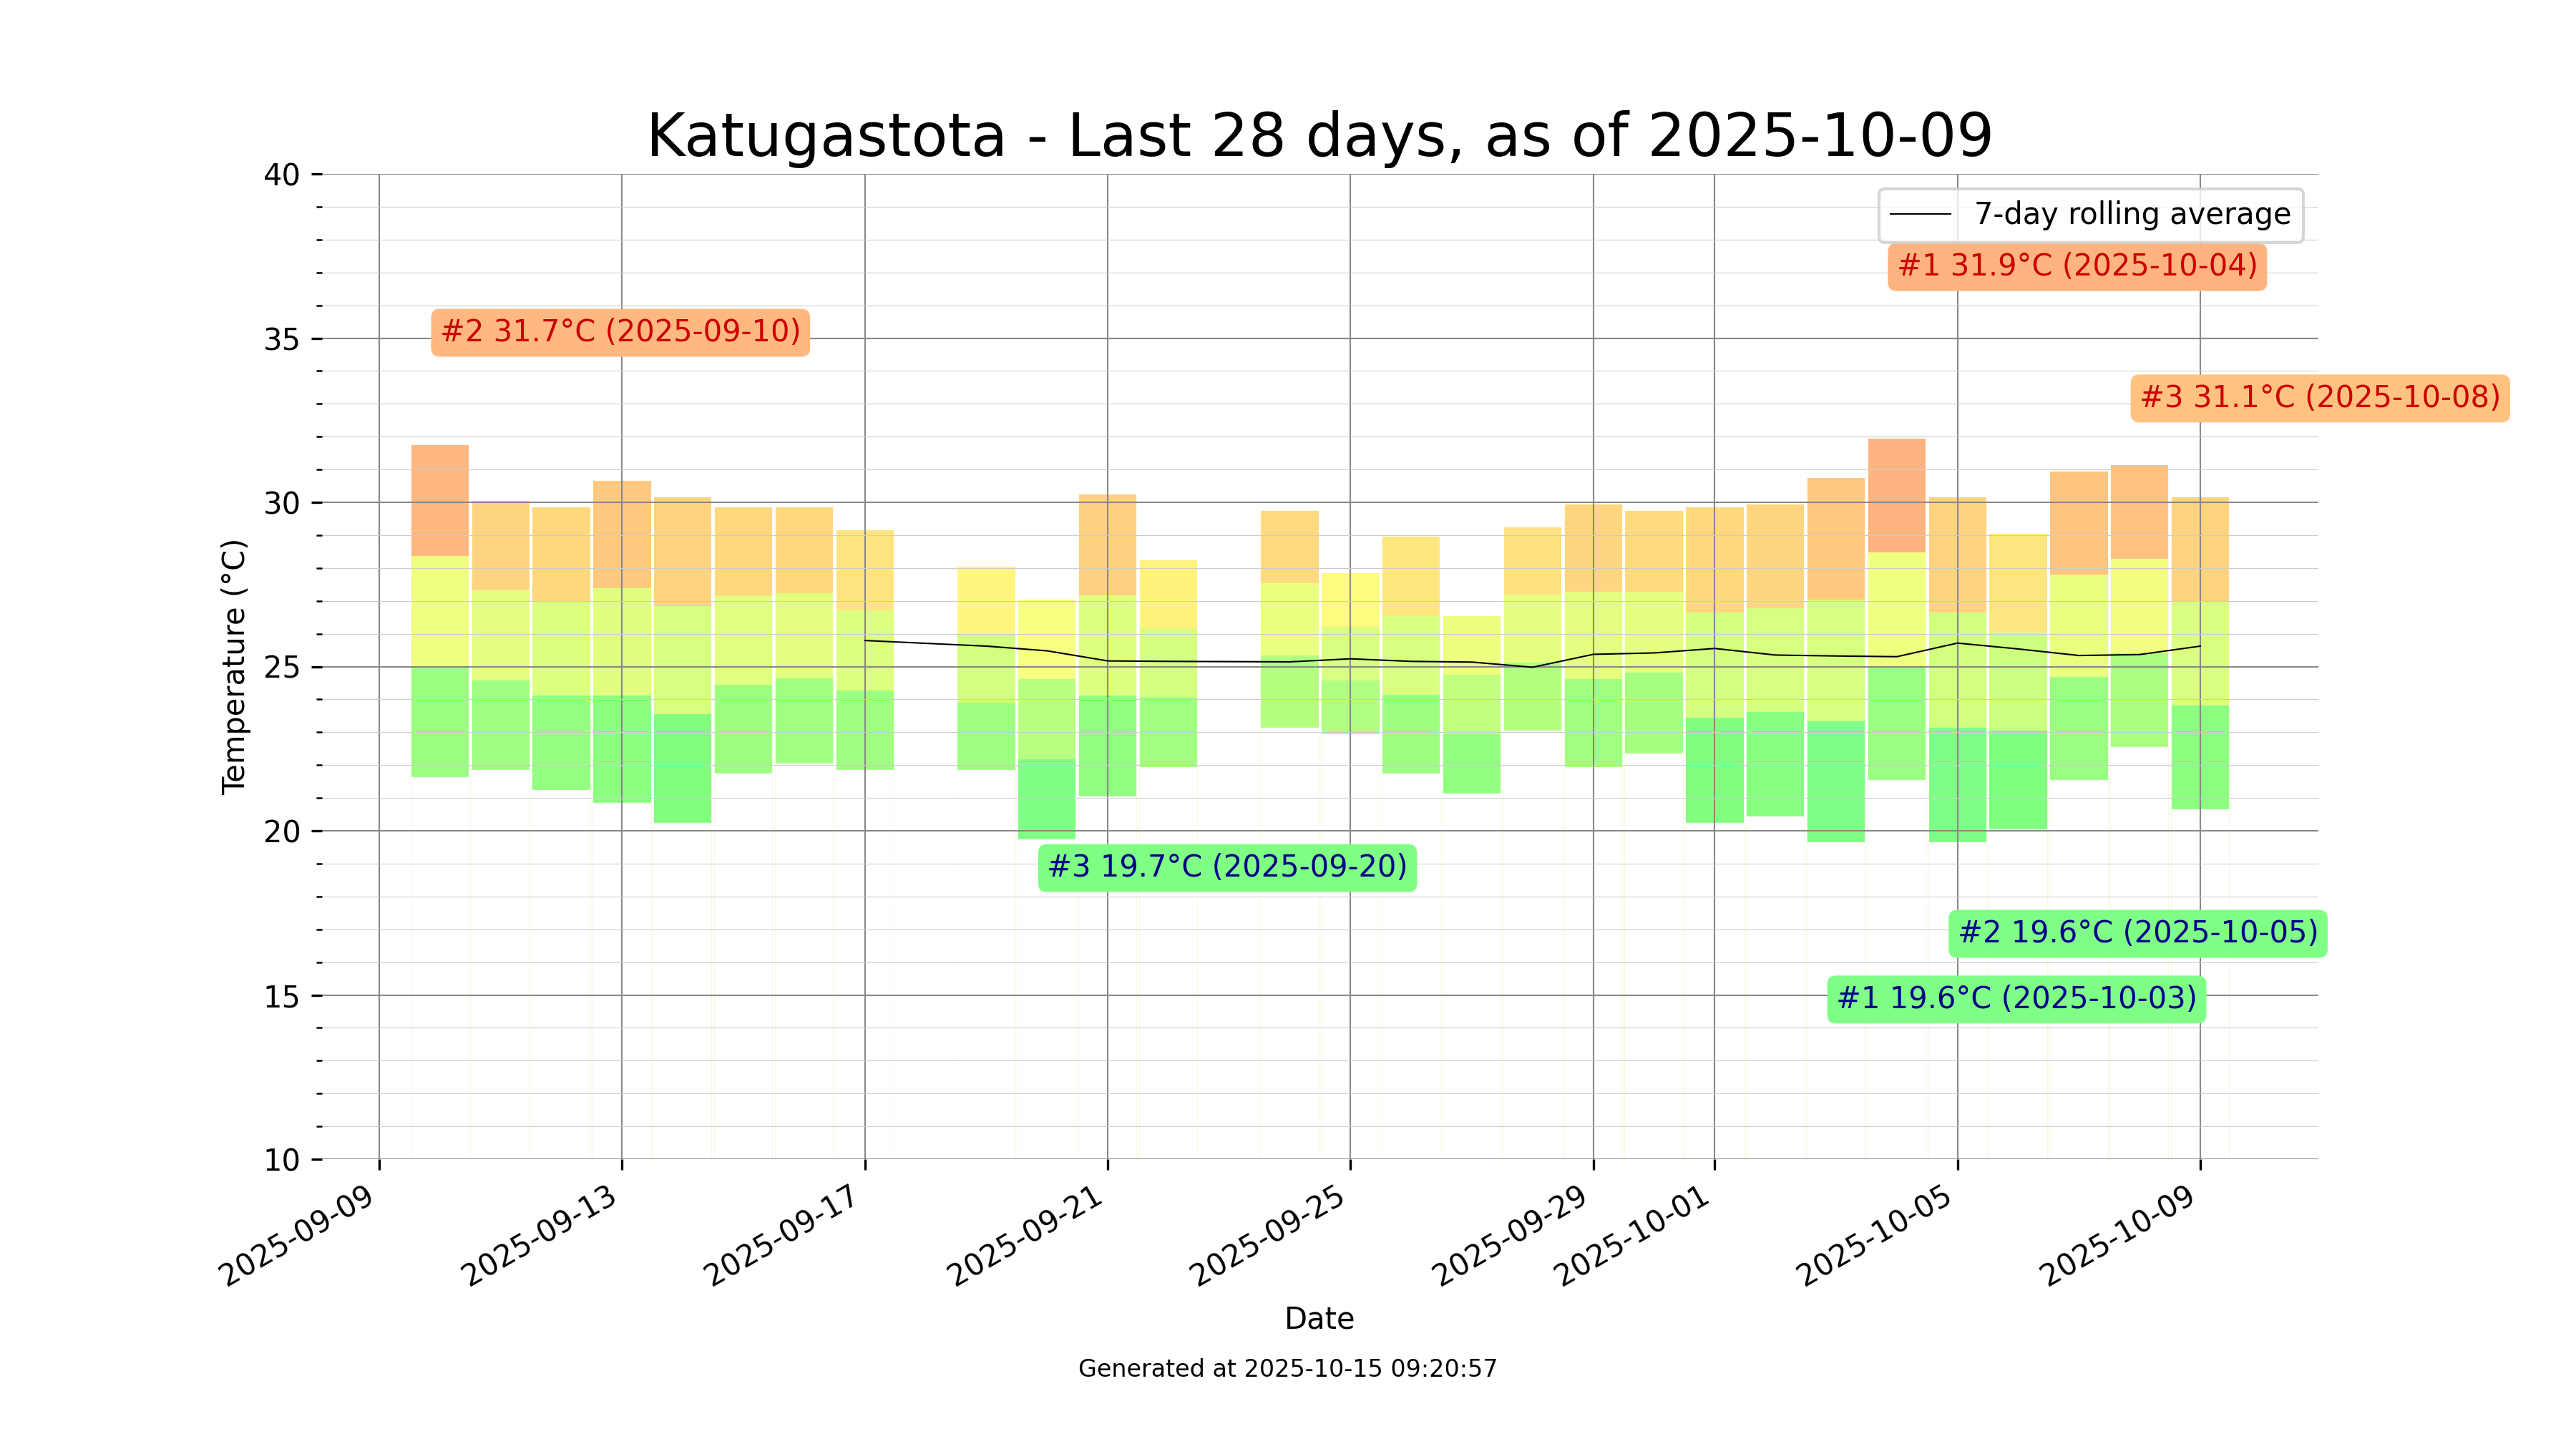 Katugastota - Last 28 days, as of 2025-10-09
40
7-day rolling average
#1 31.9°C (2025-10-04)
#2 31.7°C (2025-09-10)
35
#3 31.1°C (2025-10-08)
30
Temperature (°C)
25
20
#3 19.7°C (2025-09-20)
#2 19.6°C (2025-10-05)
15
#1 19.6°C (2025-10-03)
10
2025-09-09
2025-09-13
2025-09-17
2025-09-21
2025-09-25
2025-09-29
2025-10-01
2025-10-05
2025-10-09
Date
Generated at 2025-10-15 09:20:57